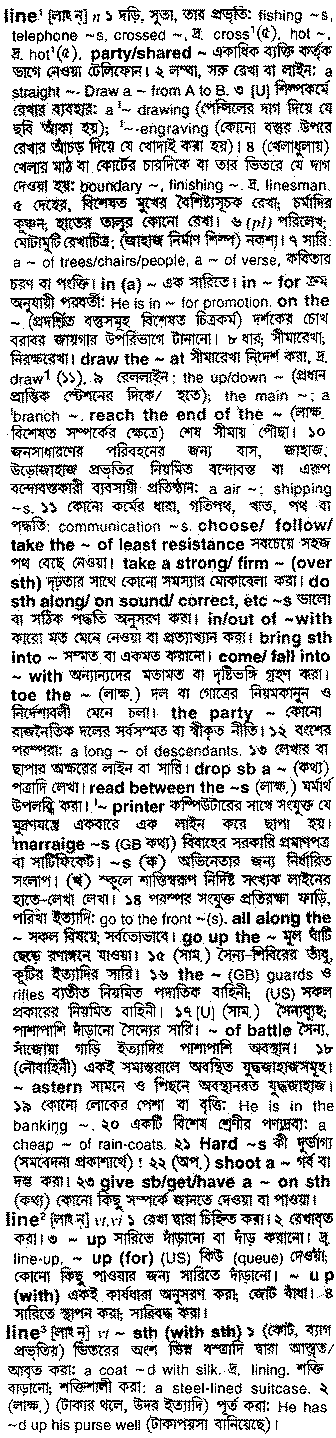 line¹ [লাইন্] n ১ দড়ি, সুতা, তার প্রভৃতি: fishing ~s,
telephone ~s, crossed ~, দ্র. cross¹(৫), hot ~,
দ্র. hot¹(৫), party/shared ~ একাধিক ব্যক্তি কর্তৃক
ভাগে নেওয়া টেলিফোন। ২ লম্বা, সরু রেখা বা লাইন: a
straight ~. Draw a ~ from A to B. ৩ [U] শিল্পকর্মে
রেখার ব্যবহার: a ˈ~ drawing (পেন্সিলের দাগ দিয়ে যে
ছবি আঁকা হয়); ˈ~-engraving (কোনো বস্তুর উপরে
রেখার আঁচড় দিয়ে যে খোদাই করা হয়)। ৪ (খেলাধুলায়)
খেলার মাঠ বা কোর্টের চারদিকে বা তার ভিতরে যে দাগ
দেওয়া হয়: boundary ~, finishing ~. দ্র. linesman.
৫ দেহের, বিশেষত মুখের বৈশিষ্ট্যসূচক রেখা; চর্মাদির
কুঞ্চন; হাতের তালুর কোনো রেখা। ৬ (pl) পরিলেখ;
মোটামুটি রেখাচিত্র; (জাহাজ নির্মাণ শিল্প) নকশা। ৭ সারি:
a ~ of trees/chairs/people, a ~ of verse, কবিতার
চরণ বা পংক্তি। in (a) ~ এক সারিতে। in ~ for ক্রম
অনুযায়ী পরবর্তী: He is in ~ for promotion. on the
~ (প্রদর্শিত বস্তুসমূহ বিশেষত চিত্রকর্ম) দর্শকের চোখ
বরাবর জায়গার উপরিভাগে টানানো। ৮ ধার; সীমারেখা;
নিরক্ষরেখা। draw the ~ at সীমারেখা নির্দেশ করা, দ্র.
draw¹ (১১), ৯ রেললাইন: the up/down ~ (প্রধান
প্রান্তিক স্টেশনের দিকে/ হতে); the main ~; a
ˈbranch ~. reach the end of the ~ (লাক্ষ.
বিশেষত সম্পর্কের ক্ষেত্রে) শেষ সীমায় পৌঁছা। ১০
জনসাধারণের পরিবহনের জন্য বাস, জাহাজ,
উড়োজাহাজ প্রভৃতির নিয়মিত বন্দোবস্ত বা এরূপ
বন্দোবস্তকারী ব্যবসায়ী প্রতিষ্ঠান: a air ~; shipping
~s. ১১ কোনো কর্মের ধারা, গতিপথ, খাত, পথ বা
পদ্ধতি: communication ~s. choose/ follow/
take the ~ of least resistance সবচেয়ে সহজ
পথ বেছে নেওয়া। take a strong/ firm ~ (over
sth) দৃঢ়তার সাথে কোনো সমস্যার মোকাবেলা করা। do
sth along/ on sound/ correct, etc ~s ভালো
বা সঠিক পদ্ধতি অনুসরণ করা। in/out of ~with
কারো মত মেনে নেওয়া বা প্রত্যাখ্যান করা। bring sth
into ~ সম্মত বা একমত করানো। come/ fall into
~ with অন্যান্যদের মতামত বা দৃষ্টিভঙ্গি গ্রহণ করা।
toe the ~ (লাক্ষ.) দল বা গোত্রের নিয়মকানুন ও
নির্দেশাবলী মেনে চলা। the party ~ কোনো
রাজনৈতিক দলের সর্বসম্মত বা স্বীকৃত নীতি। ১২ বংশের
পরম্পরা: a long ~ of descendants. ১৩ লেখার বা
ছাপার অক্ষরের লাইন বা সারি। drop sb a ~ (কথ্য)
পত্রাদি লেখা। read between the ~s (লাক্ষ.) মর্মার্থ
উপলব্ধি করা। ˈ~ printer কম্পিউটারের সাথে সংযুক্ত যে
মুদ্রণযন্ত্রে একবারে এক লাইন করে ছাপা হয়।
ˈmarraige ~s (GB কথ্য) বিবাহের সরকারি প্রমাণপত্র
বা সার্টিফিকেট। ~s (ক) অভিনেতার জন্য নির্ধারিত
সংলাপ। (খ) স্কুলে শাস্তিস্বরূপ নির্দিষ্ট সংখ্যক লাইনের
হাতে-লেখা লেখা। ১৪ পরস্পর সংযুক্ত প্রতিরক্ষা ফাড়ি,
পরিখা ইত্যাদি: go to the front ~(s). all along the
~ সকল বিষয়ে; সর্বতোভাবে। go up the ~ মূল ঘাটি
ছেড়ে রণাঙ্গনে যাওয়া। ১৫ (সাম.) সৈন্য-শিবিরের তাঁবু,
কুটির ইত্যাদির সারি। ১৬ the ~ (GB) guards ও
rifles ব্যতীত নিয়মিত পদাতিক বাহিনী; (US) সকল
প্রকারের নিয়মিত বাহিনী। ১৭ [U] (সাম.) সৈন্যব্যূহ;
পাশাপাশি দাঁড়ানো সৈন্যের সারি। ~ of battle সৈন্য,
সাঁজোয়া গাড়ি ইত্যাদির পাশাপাশি অবস্থান। ১৮
(নৌবাহিনী) একই সমান্তরালে অবস্থিত যুদ্ধজাহাজসমূহ।
~ astern সামনে ও পিছনে অবস্থানরত যুদ্ধজাহাজ।
১৯ কোনো লোকের পেশা বা বৃত্তি: He is in the
banking ~. ২০ একটি বিশেষ শ্রেণীর পণ্যদ্রব্য: a
cheap ~ of rain-coats. ২১ Hard ~s কী দুর্ভাগ্য
(সমবেদনা প্রকাশার্থে)! ২২ (অপ.) shoot a ~ গর্ব বা
দম্ভ করা। ২৩ give sb/get/have a ~ on sth
(কথ্য) কোনো কিছু সম্পর্কে জানতে দেওয়া বা পাওয়া।
line² [লাইন্] vt,vi ১ রেখা দ্বারা চিহ্নিত করা। ২ রেখাবৃত
করা। ৩ ~ up সারিতে দাঁড়ানো বা দাঁড় করানো। দ্র.
line-up, ~ up (for) (US) কিউ (queue) দেওয়া;
কোনো কিছু পাওয়ার জন্য সারিতে দাঁড়ানো। ~ up
(with) একই কার্যধারা অনুসরণ করা; জোট বাঁধা। ৪
সারিতে স্থাপন করা; সারিবদ্ধ করা।
line³ [লাইন্] vt ~ sth (with sth) ১ (কোট, ব্যাগ
প্রভৃতির) ভিতরের অংশ ভিন্ন বস্ত্রাদি দ্বারা আস্তৃত/
আবৃত করা: a coat ~d with silk. দ্র. lining. শক্তি
বাড়ানো; শক্তিশালী করা: a steel-lined suitcase. ২
(লাক্ষ.) (টাকার থলে, উদর ইত্যাদি) পূর্ত করা: He has
~d up his purse well (টাকাপয়সা বানিয়েছে)।